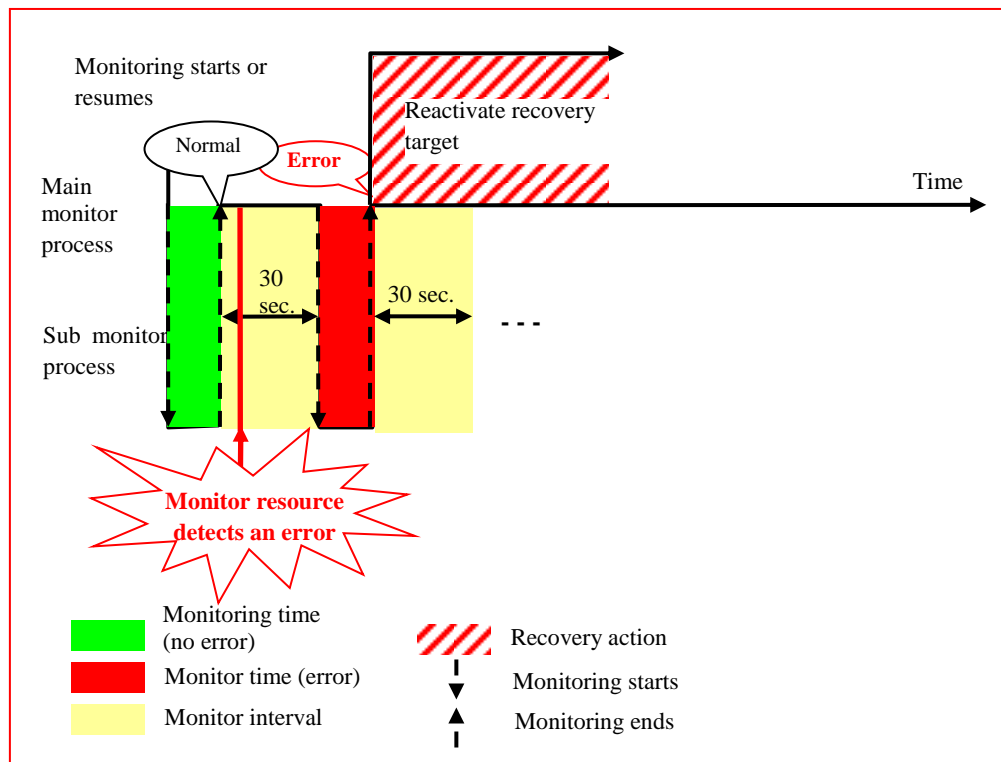 Monitoring starts or
resumes
Reactivate recovery
target
Normal
Error
Main
monitor
process
Time
30
sec.
30 sec.
Sub monitor
process
- - -
Monitor resource
detects an error
Monitoring time
(no error)
Monitor time (error)
Monitor interval
Recovery action
Monitoring starts
Monitoring ends